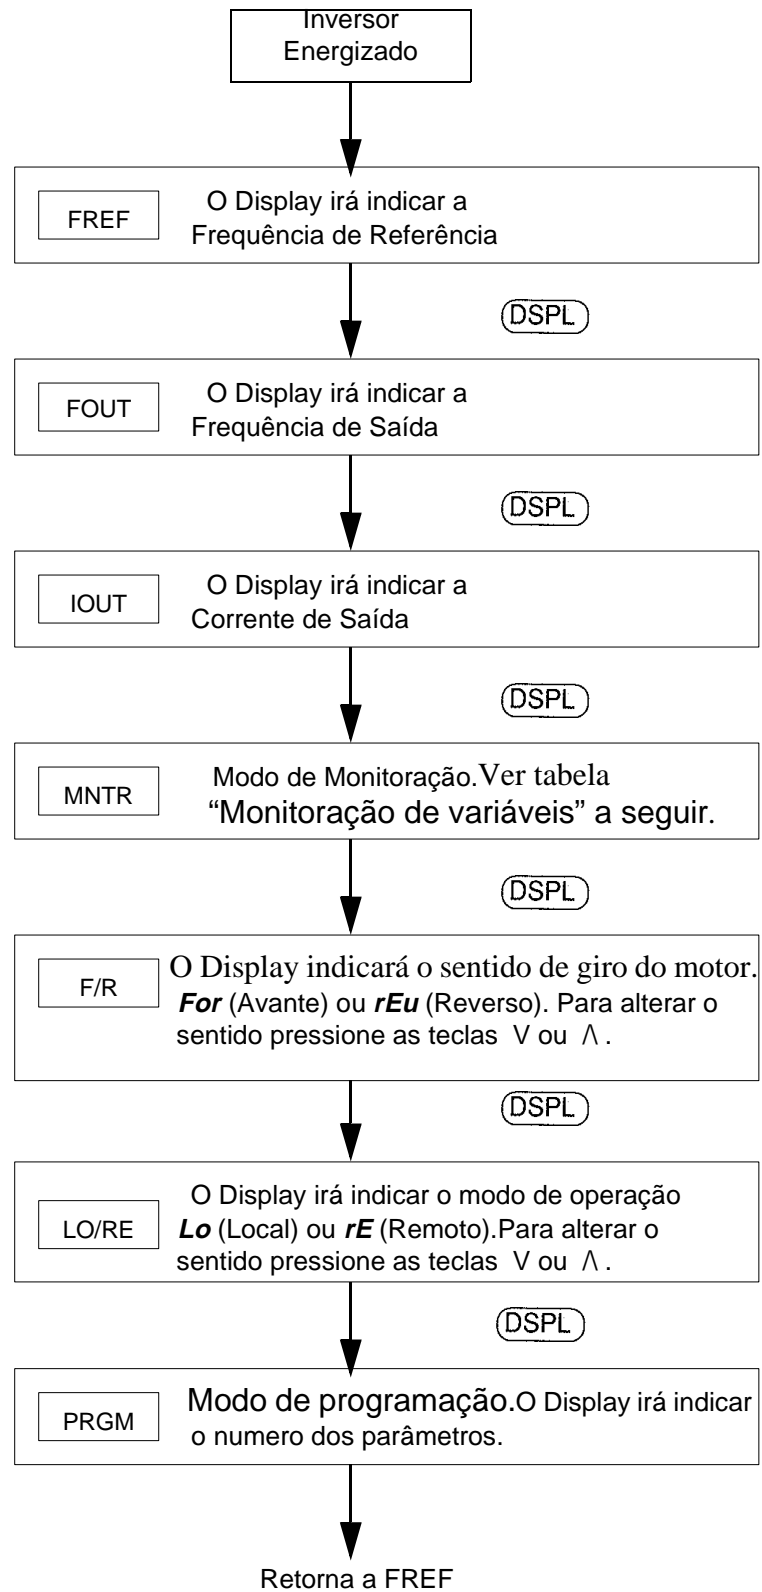 Inversor
Energizado
FREF
O Display irá indicar a
Frequência de Referência
DSPL
FOUT
O Display irá indicar a
Frequência de Saída
DSPL
IOUT
O Display irá indicar a
Corrente de Saída
DSPL
MNTR
Modo de Monitoração.Ver tabela
“Monitoração de variáveis” a seguir.
DSPL
F/R
O Display indicará o sentido de giro do motor.
For (Avante) ou rEu (Reverso). Para alterar o
sentido pressione as teclas V ou Λ .
DSPL
LO/RE
O Display irá indicar o modo de operação
Lo (Local) ou rE (Remoto).Para alterar o
sentido pressione as teclas V ou Λ .
DSPL
PRGM
Modo de programação.O Display irá indicar
o numero dos parâmetros.
Retorna a FREF